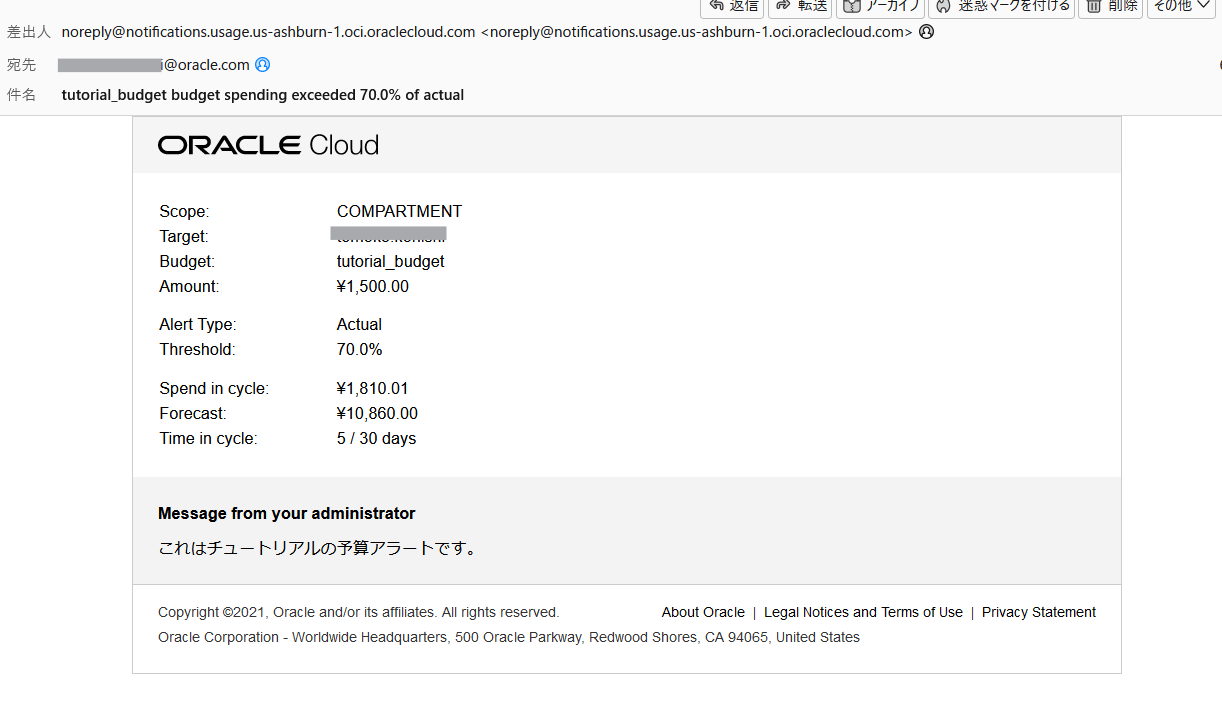 返信 転送 アーカイブ 迷惑マークを付ける 削除 その他
差出人 noreply@notifications.usage.us-ashburn-1.oci.oraclecloud.com <noreply@notifications.usage.us-ashburn-1.oci.oraclecloud.com>
宛先 i@oracle.com
件名 tutorial_budget budget spending exceeded 70.0% of actual
ORACLE Cloud
Scope: COMPARTMENT
Target:
Budget: tutorial_budget
Amount: ¥1,500.00
Alert Type: Actual
Threshold: 70.0%
Spend in cycle: ¥1,810.01
Forecast: ¥10,860.00
Time in cycle: 5 / 30 days
Message from your administrator
これはチュートリアルの予算アラートです。
Copyright ©2021, Oracle and/or its affiliates. All rights reserved. About Oracle | Legal Notices and Terms of Use | Privacy Statement
Oracle Corporation - Worldwide Headquarters, 500 Oracle Parkway, Redwood Shores, CA 94065, United States